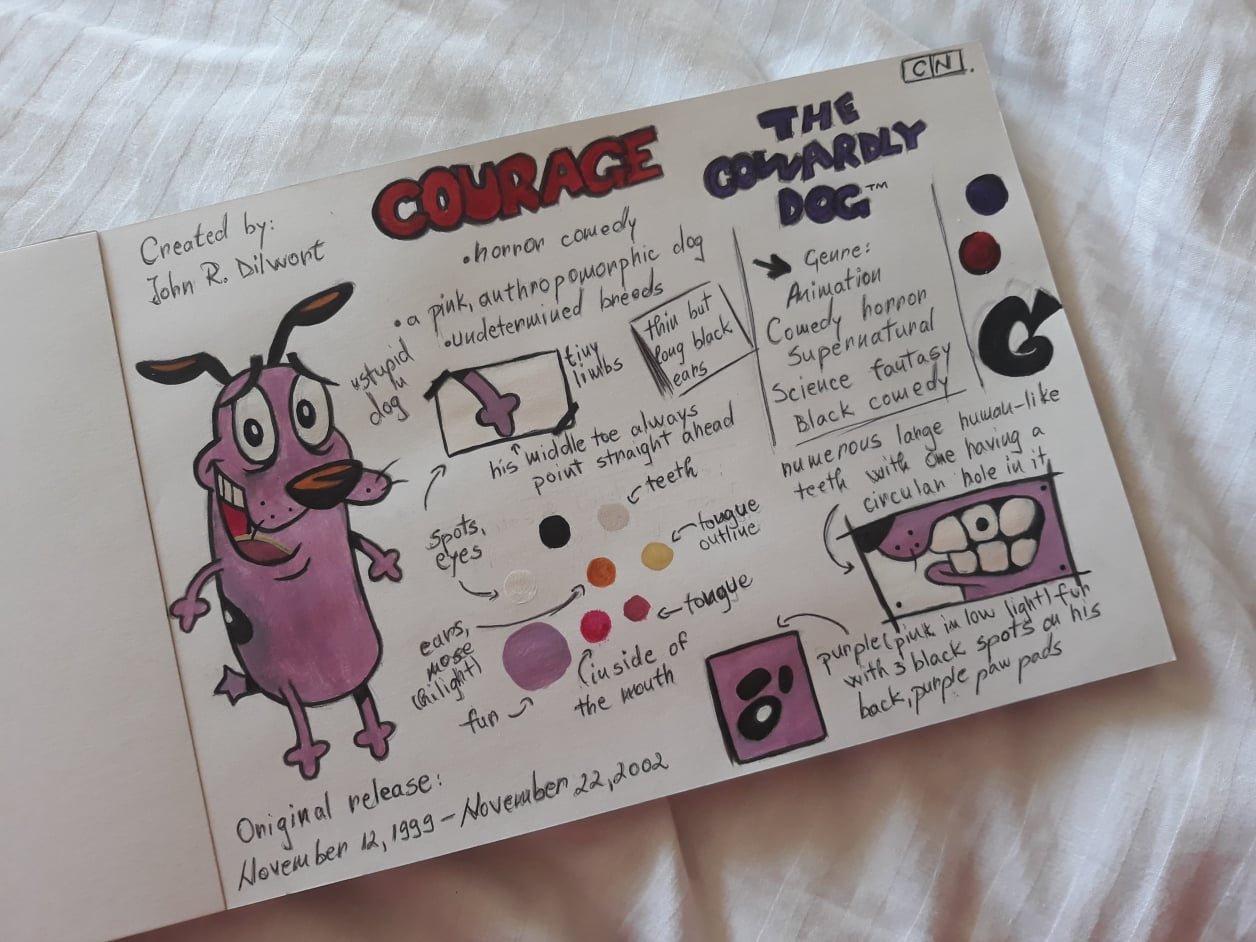 CN.
COURAGE
THE
COWARDLY
DOG™
Created by:
John R. Dilwort
•horror comedy
•a pink, anthropomorphic dog
•undetermined breeds
"stupid
dog"
tiny
limbs
thin but
long black
ears
his middle toe always
point straight ahead
Genre:
Animation
Comedy horror
Supernatural
Science fantasy
Black comedy
numerous large human-like
teeth with one having a
circular hole in it
spots,
eyes
teeth
tongue
outline
tongue
ears,
nose
(hilight)
fur
(inside of
the mouth
purple(pink in low light) fur
with 3 black spots on his
back, purple paw pads
Original release:
November 12, 1999 – November 22, 2002